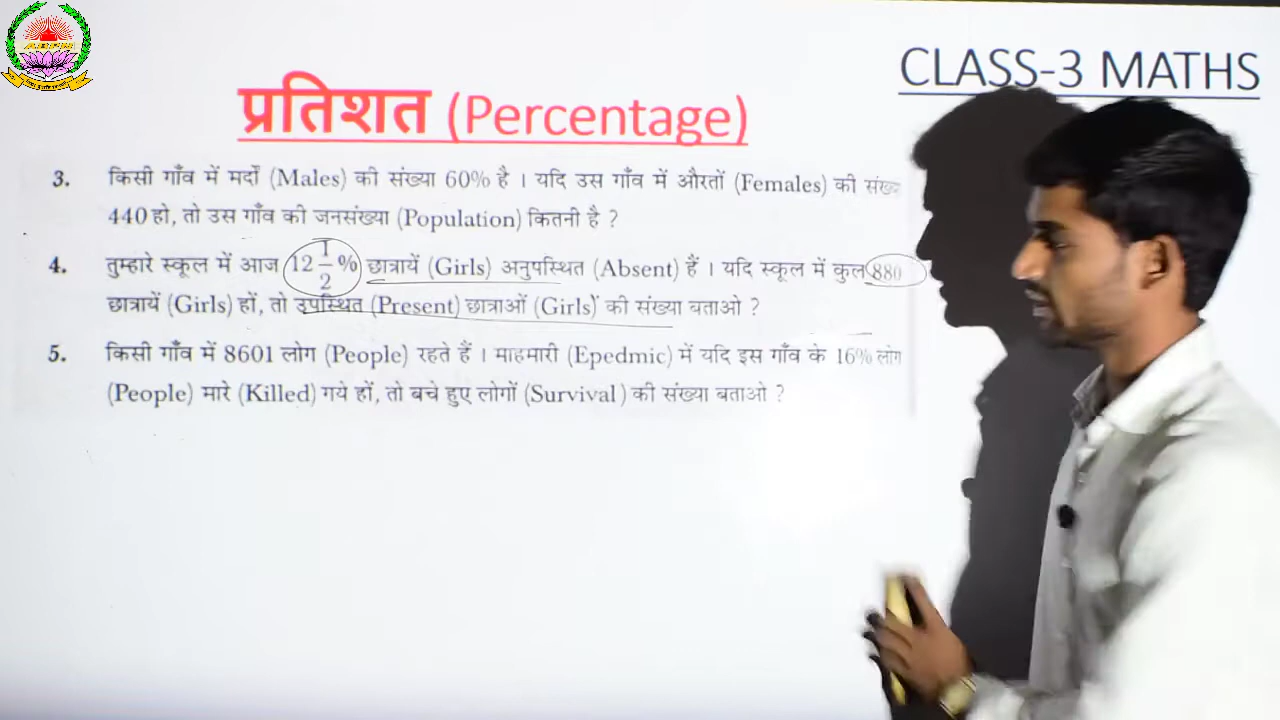 CLASS-3 MATHS
प्रतिशत (Percentage)
3. किसी गाँव में मर्दों (Males) की संख्या 60% है । यदि उस गाँव में औरतों (Females) की संख्या
440 हो, तो उस गाँव की जनसंख्या (Population) कितनी है ?
4. तुम्हारे स्कूल में आज 12 1/2 % छात्रायें (Girls) अनुपस्थित (Absent) हैं । यदि स्कूल में कुल 880
छात्रायें (Girls) हों, तो उपस्थित (Present) छात्राओं (Girls) की संख्या बताओ ?
5. किसी गाँव में 8601 लोग (People) रहते हैं । माहमारी (Epedmic) में यदि इस गाँव के 16% लोग
(People) मारे (Killed) गये हों, तो बचे हुए लोगों (Survival) की संख्या बताओ ?